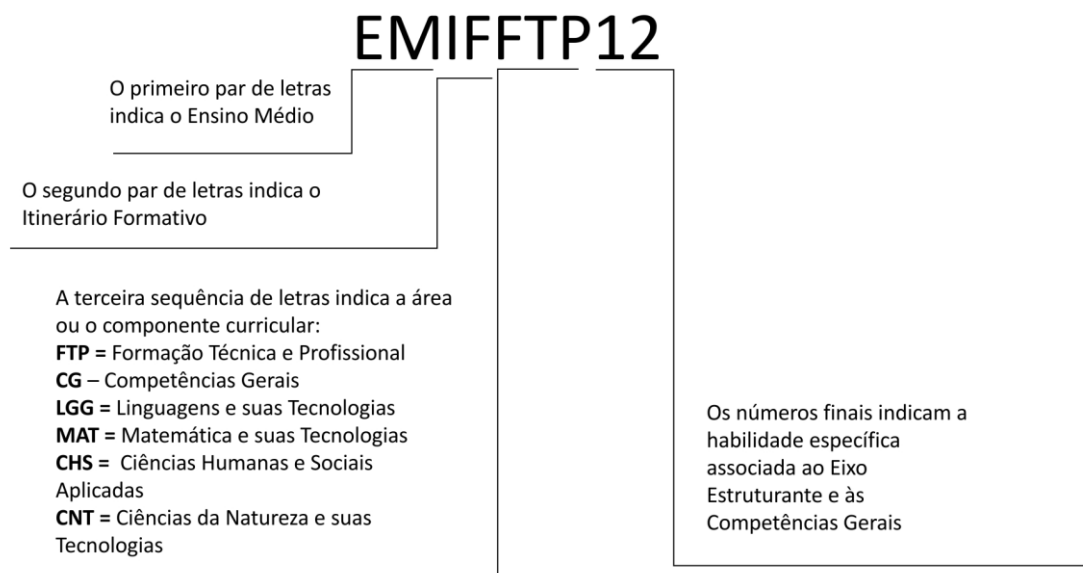 EMIFFTP12
O primeiro par de letras
indica o Ensino Médio
O segundo par de letras indica o
Itinerário Formativo
A terceira sequência de letras indica a área
ou o componente curricular:
FTP = Formação Técnica e Profissional
CG – Competências Gerais
LGG = Linguagens e suas Tecnologias
MAT = Matemática e suas Tecnologias
CHS = Ciências Humanas e Sociais
Aplicadas
CNT = Ciências da Natureza e suas
Tecnologias
Os números finais indicam a
habilidade específica
associada ao Eixo
Estruturante e às
Competências Gerais